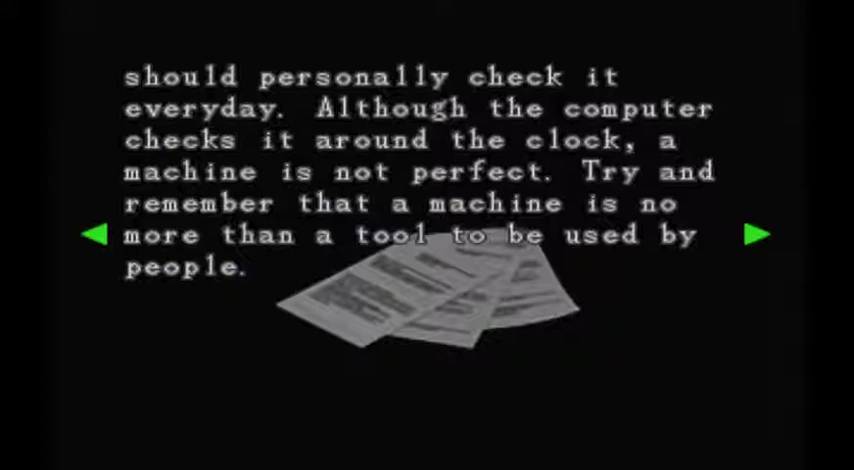 should personally check it
everyday. Although the computer
checks it around the clock, a
machine is not perfect. Try and
remember that a machine is no
more than a tool to be used by
people.